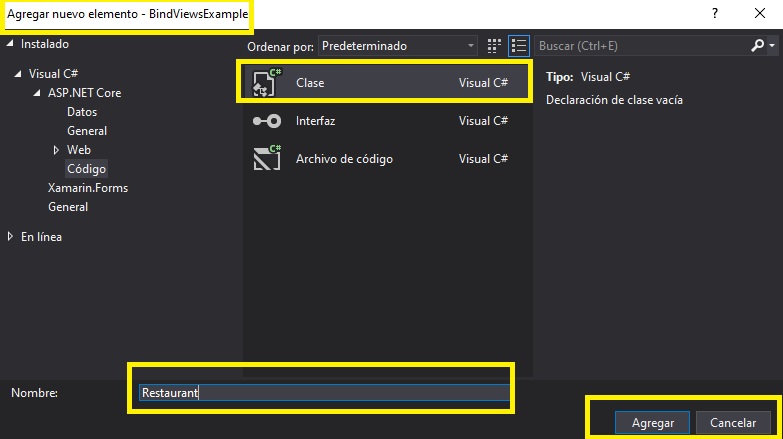 Agregar nuevo elemento - BindViewsExample
?
Instalado
Ordenar por: Predeterminado
Buscar (Ctrl+E)
Visual C#
ASP.NET Core
Datos
General
Web
Código
Xamarin.Forms
General
En línea
C# Clase Visual C#
Interfaz Visual C#
C# Archivo de código Visual C#
Tipo: Visual C#
Declaración de clase vacía
Nombre: Restaurant
Agregar Cancelar